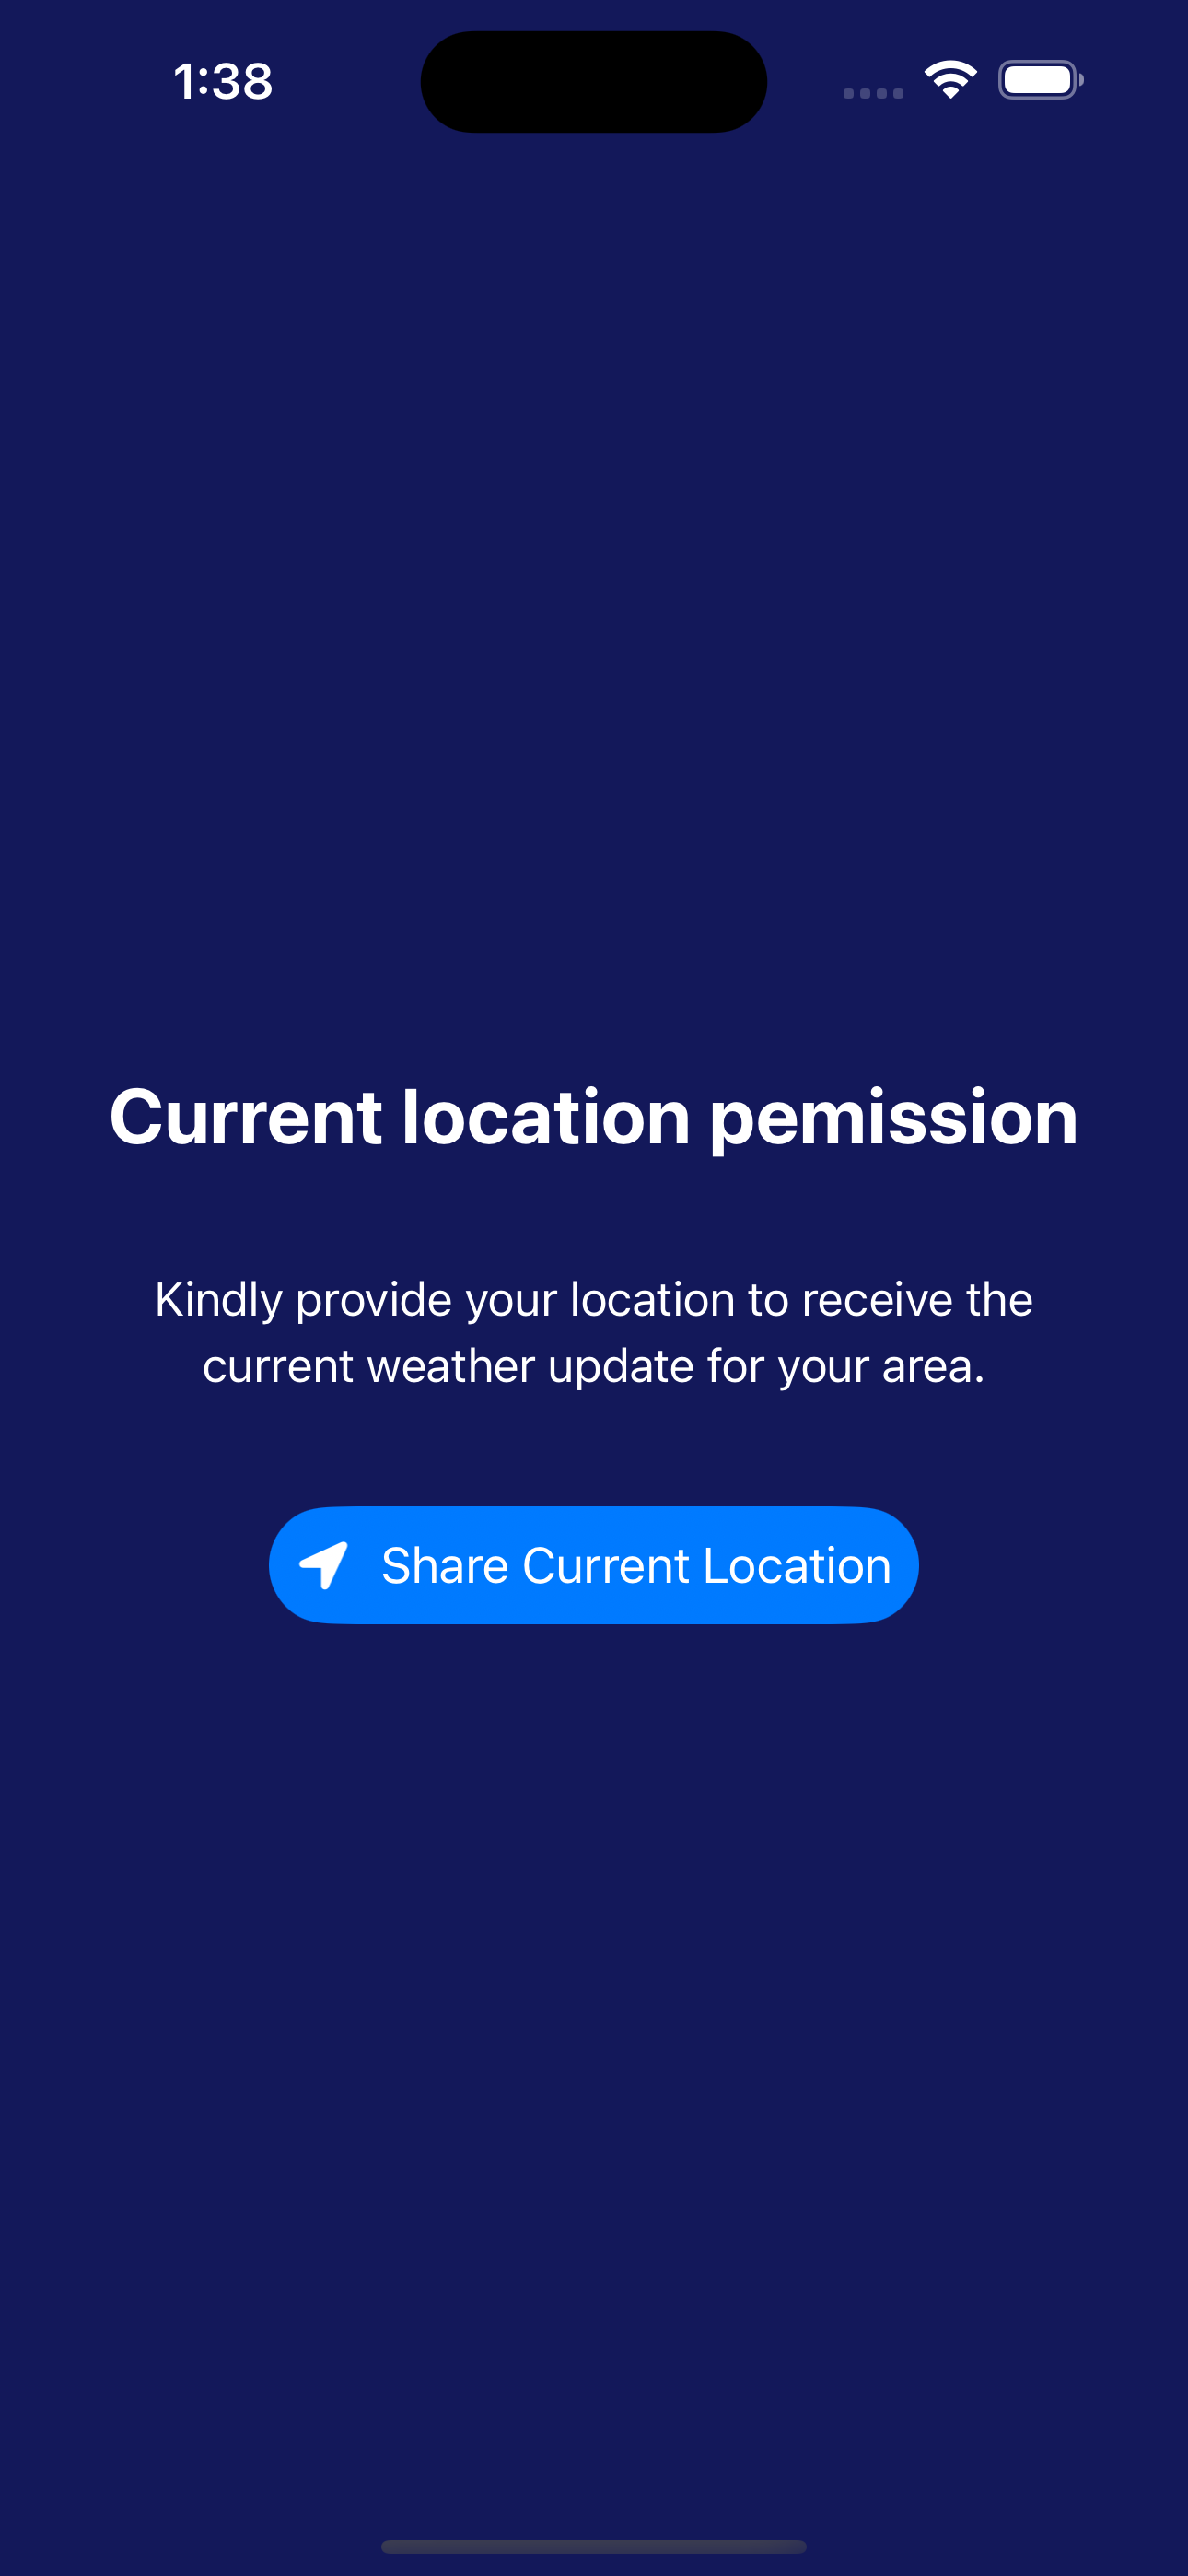 1:38
Current location pemission
Kindly provide your location to receive the
current weather update for your area.
Share Current Location